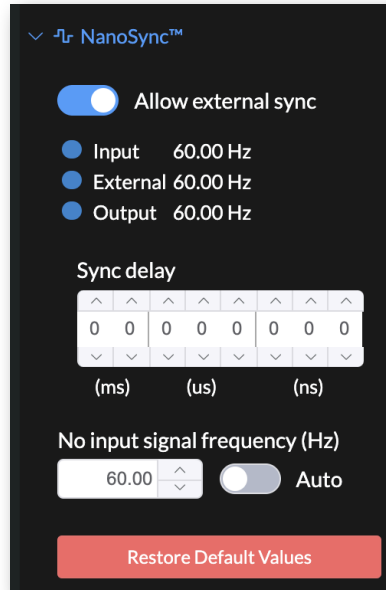 NanoSync™
Allow external sync
Input 60.00 Hz
External 60.00 Hz
Output 60.00 Hz
Sync delay
0 0 0 0 0 0 0 0
(ms) (us) (ns)
No input signal frequency (Hz)
60.00 Auto
Restore Default Values